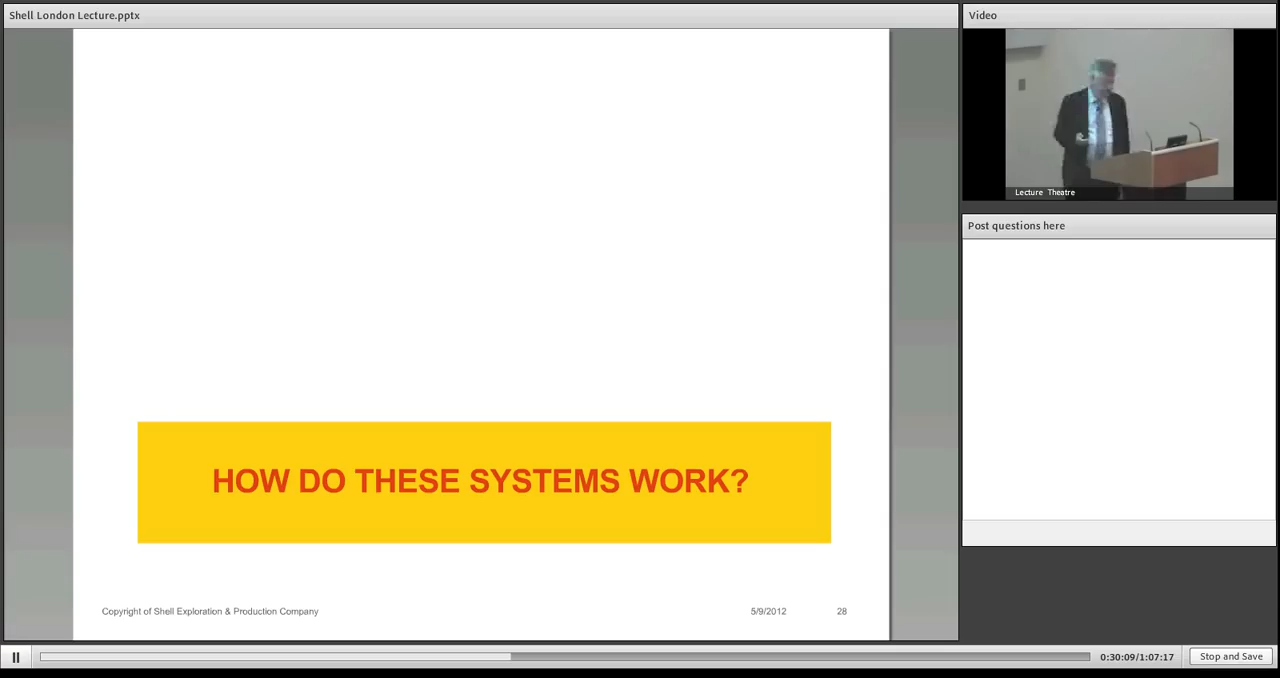 Shell London Lecture.pptx
Video
Lecture Theatre
Post questions here
HOW DO THESE SYSTEMS WORK?
Copyright of Shell Exploration & Production Company
5/9/2012
28
0:30:09/1:07:17
Stop and Save